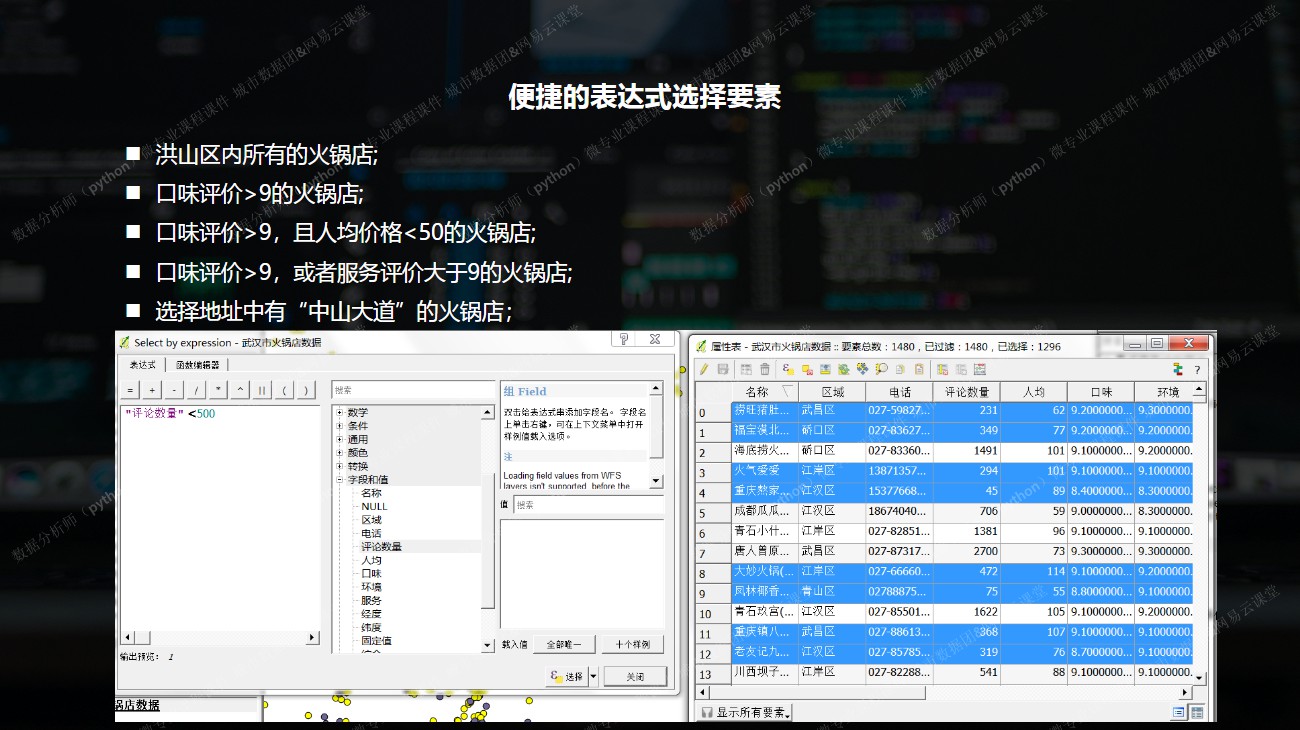 便捷的表达式选择要素
洪山区内所有的火锅店;
口味评价>9的火锅店;
口味评价>9，且人均价格<50的火锅店;
口味评价>9，或者服务评价大于9的火锅店;
选择地址中有“中山大道”的火锅店；
Select by expression - 武汉市火锅店数据
表达式 函数编辑器
= + - / * ^ || ( )
"评论数量" <500
输出预览: 1
搜索
数学
条件
通用
颜色
转换
字段和值
名称
NULL
区域
电话
评论数量
人均
口味
环境
服务
经度
纬度
固定值
组 Field
双击给表达式串添加字段名。 字段名
上单击右键，可在上下文菜单中打开
样例值载入选项。
注
Loading field values from WFS
layers isn't supported, before the
值 搜索
载入值 全部唯一 十个样例
选择 关闭
锅店数据
属性表 - 武汉市火锅店数据 :: 要素总数: 1480，已过滤: 1480，已选择: 1296
名称 区域 电话 评论数量 人均 口味 环境
0 捞旺猪肚... 武昌区 027-59827... 231 62 9.2000000... 9.3000000.
1 福宝漠北... 硚口区 027-83627... 349 77 9.2000000... 9.2000000.
2 海底捞火... 硚口区 027-83360... 1491 101 9.1000000... 9.2000000.
3 火气爱爱 江岸区 13871357... 294 101 9.1000000... 9.1000000.
4 重庆熬家... 江汉区 15377668... 45 89 8.4000000... 8.3000000.
5 成都瓜瓜... 江汉区 18674040... 706 59 9.0000000... 8.3000000.
6 青石小什... 江岸区 027-82851... 1381 96 9.1000000... 9.1000000.
7 唐人兽原... 武昌区 027-87317... 2700 73 9.3000000... 9.3000000.
8 大妙火锅(... 江岸区 027-66660... 472 114 9.1000000... 9.2000000.
9 凤林椰香... 青山区 02788875... 75 55 8.8000000... 9.1000000.
10 青石玖宫(... 江汉区 027-85501... 1622 105 9.1000000... 9.2000000.
11 重庆镇八... 武昌区 027-88613... 368 107 9.1000000... 9.1000000.
12 老友记九... 江汉区 027-85785... 319 76 8.7000000... 9.1000000.
13 川西坝子... 江岸区 027-82288... 541 88 9.1000000... 9.1000000.
显示所有要素
数据分析师（python）微专业课程课件 城市数据团&网易云课堂